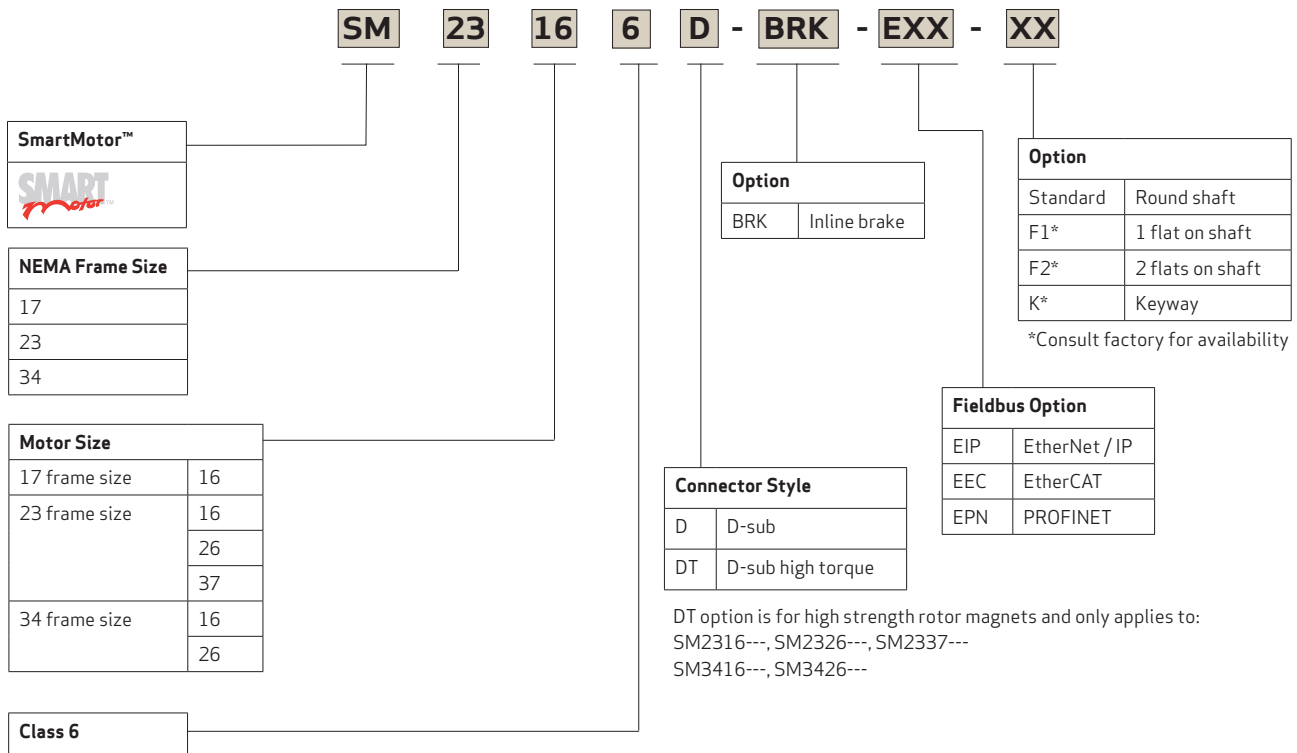 SM 23 16 6 D - BRK - EXX - XX
SmartMotor™
SMART
motor™
NEMA Frame Size
17
23
34
Motor Size
17 frame size 16
23 frame size 16
26
37
34 frame size 16
26
Class 6
Option
BRK Inline brake
Connector Style
D D-sub
DT D-sub high torque
DT option is for high strength rotor magnets and only applies to:
SM2316---, SM2326---, SM2337---
SM3416---, SM3426---
Option
Standard Round shaft
F1* 1 flat on shaft
F2* 2 flats on shaft
K* Keyway
*Consult factory for availability
Fieldbus Option
EIP EtherNet / IP
EEC EtherCAT
EPN PROFINET